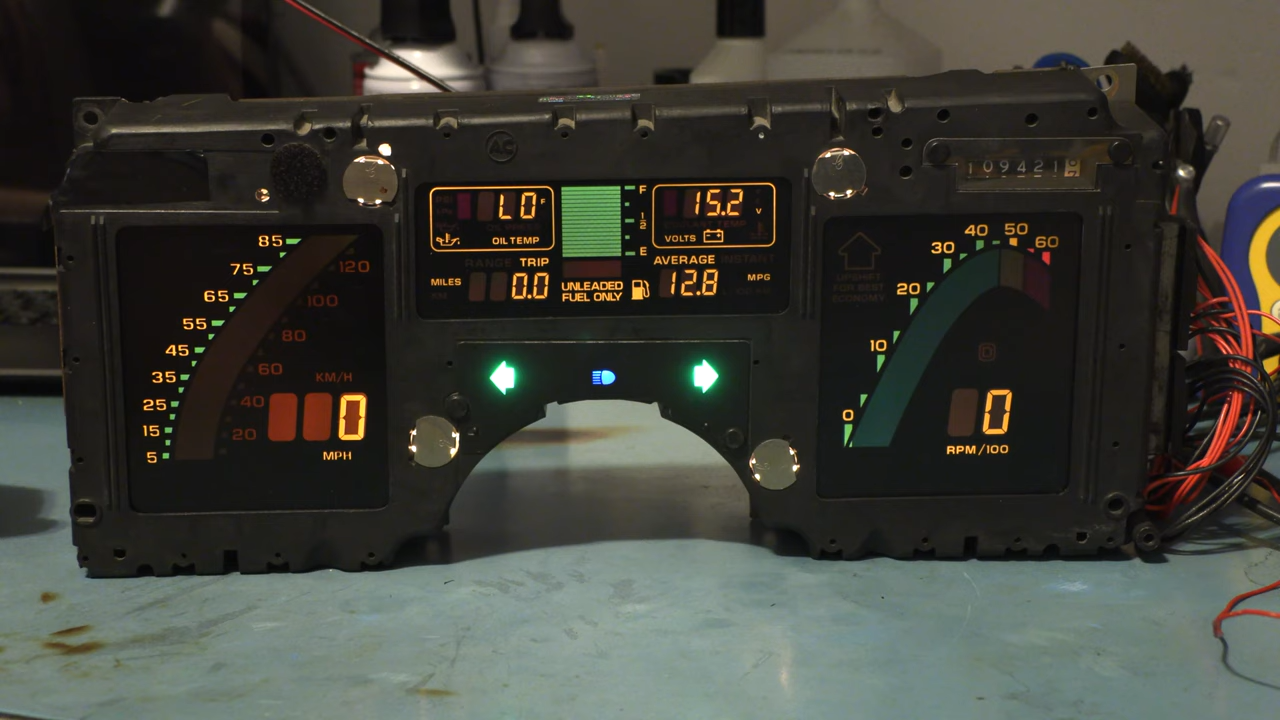 AC
109421
LO F
OIL TEMP
F
1/2
E
15.2 V
VOLTS
RANGE TRIP
MILES 0.0
UNLEADED
FUEL ONLY
AVERAGE INSTANT
12.8 MPG
85
75
65
55
45
35
25
15
5
120
100
80
60
40
20
KM/H
0
MPH
UPSHIFT
FOR BEST
ECONOMY
0
10
20
30
40
50
60
0
RPM/100